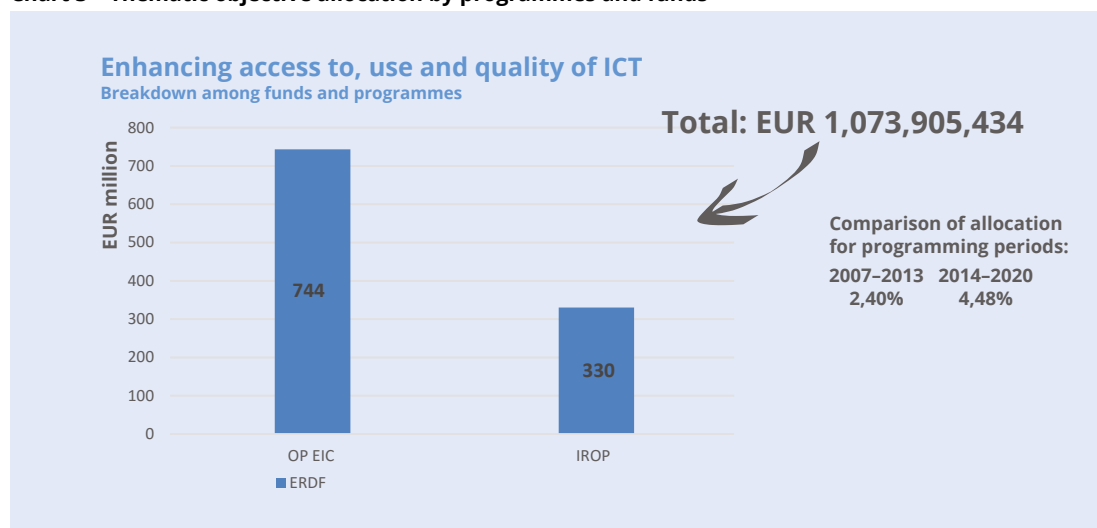 Enhancing access to, use and quality of ICT
Breakdown among funds and programmes
Total: EUR 1,073,905,434
EUR million
800
700
600
500
400
300
200
100
0
744
330
OP EIC
IROP
ERDF
Comparison of allocation
for programming periods:
2007–2013 2014–2020
2,40% 4,48%